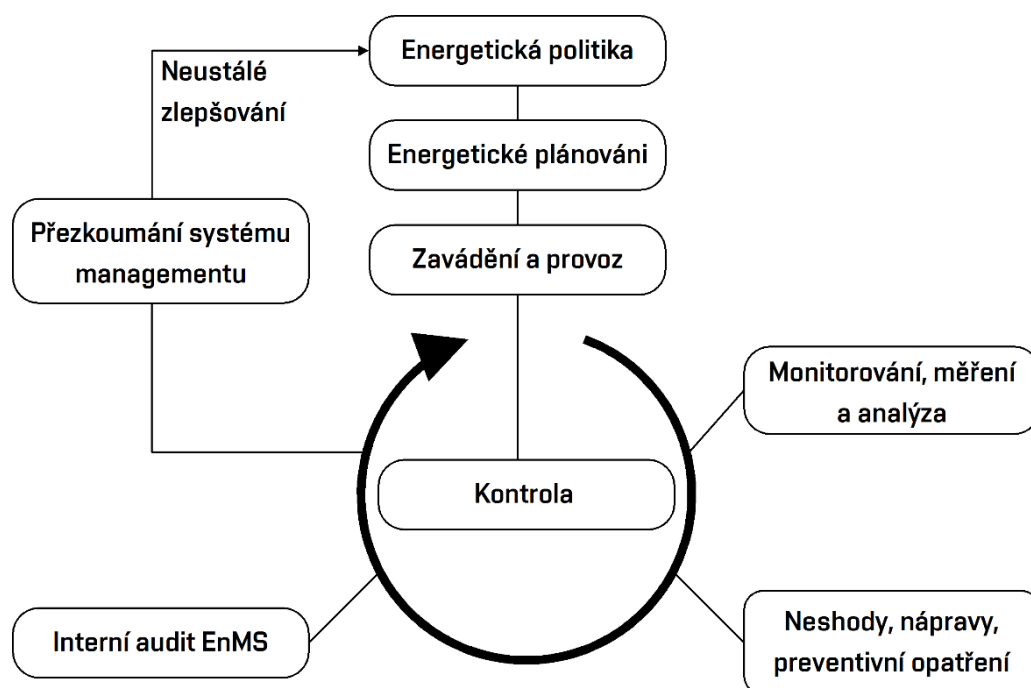 Energetická politika
Neustálé
zlepšování
Energetické plánováni
Přezkoumání systému
managementu
Zavádění a provoz
Monitorování, měření
a analýza
Kontrola
Interní audit EnMS
Neshody, nápravy,
preventivní opatření